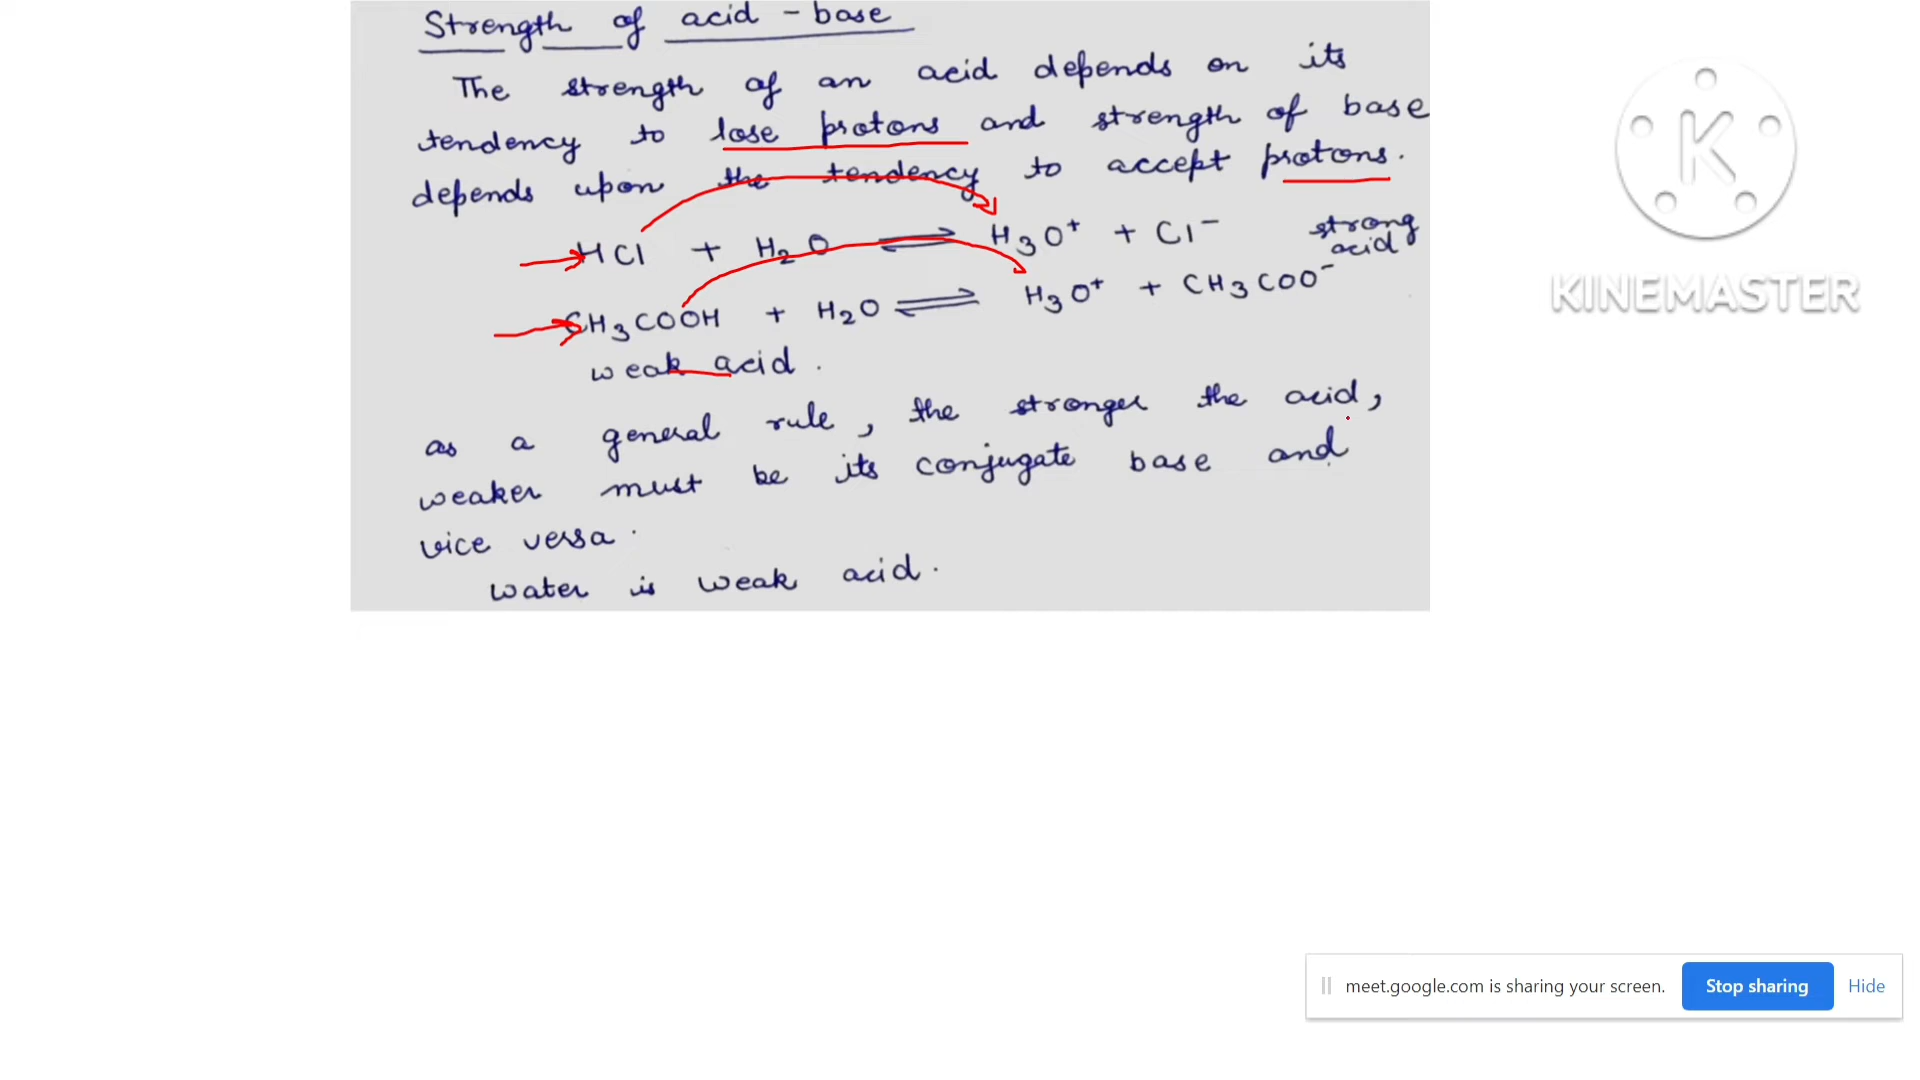 Strength of acid - base
The strength of an acid depends on its
tendency to lose protons and strength of base
depends upon the tendency to accept protons.
HCl + H₂O ⇌ H₃O⁺ + Cl⁻ strong acid
CH₃COOH + H₂O ⇌ H₃O⁺ + CH₃COO⁻
weak acid.
as a general rule, the stronger the acid,
weaker must be its conjugate base and
vice versa.
water is weak acid.
K
KINEMASTER
meet.google.com is sharing your screen. Stop sharing Hide